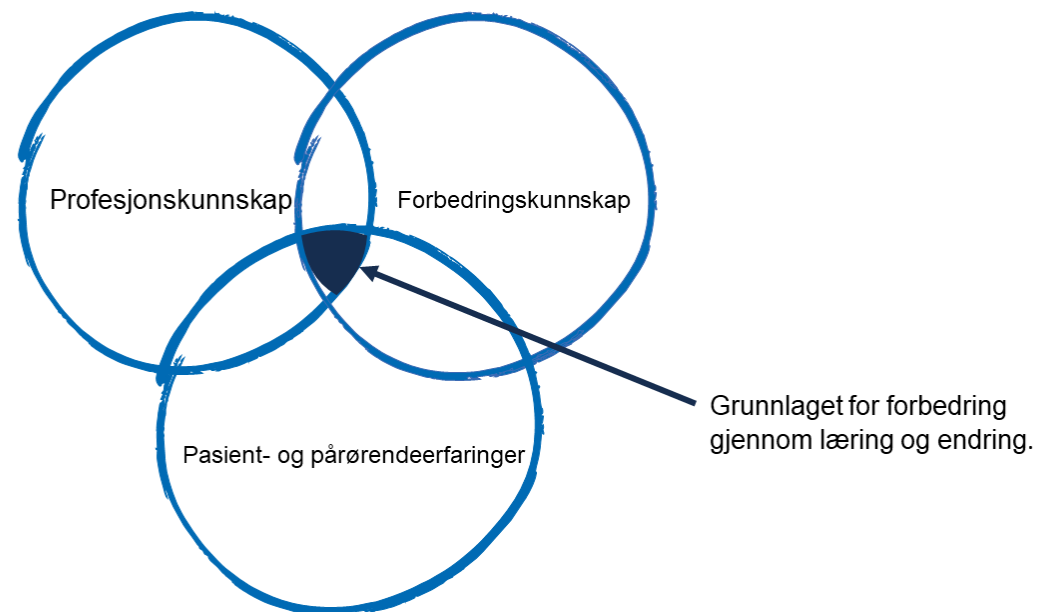 Profesjonskunnskap
Forbedringskunnskap
Pasient- og pårørendeerfaringer
Grunnlaget for forbedring
gjennom læring og endring.